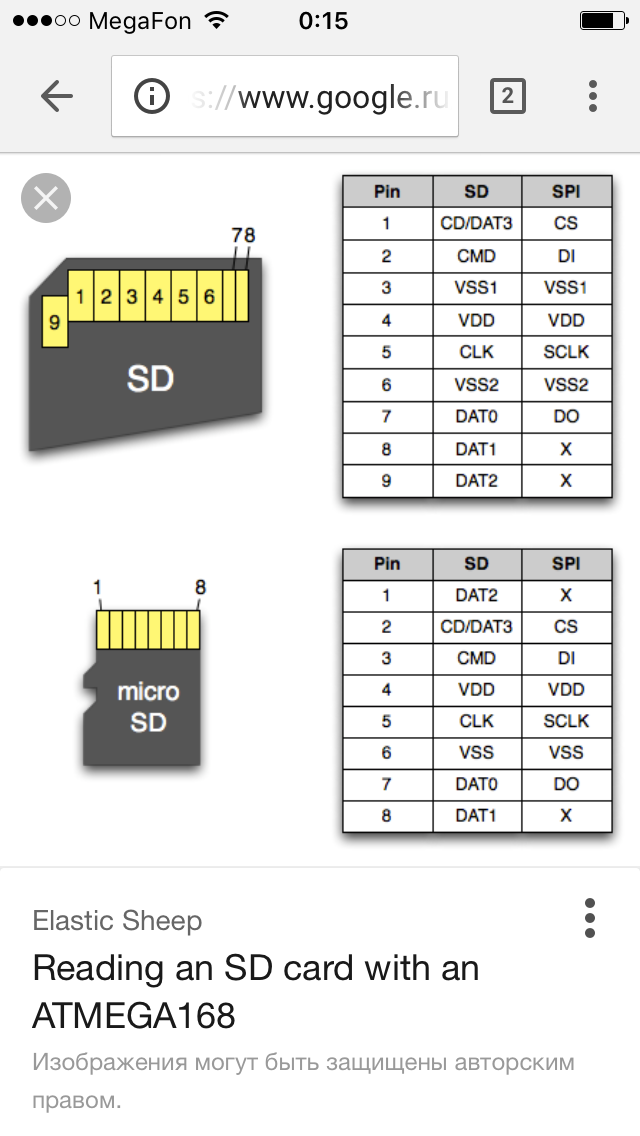 MegaFon 0:15
s://www.google.ru 2
78
1 2 3 4 5 6
9
SD
Pin SD SPI
1 CD/DAT3 CS
2 CMD DI
3 VSS1 VSS1
4 VDD VDD
5 CLK SCLK
6 VSS2 VSS2
7 DAT0 DO
8 DAT1 X
9 DAT2 X
1 8
micro
SD
Pin SD SPI
1 DAT2 X
2 CD/DAT3 CS
3 CMD DI
4 VDD VDD
5 CLK SCLK
6 VSS VSS
7 DAT0 DO
8 DAT1 X
Elastic Sheep
Reading an SD card with an
ATMEGA168
Изображения могут быть защищены авторским
правом.